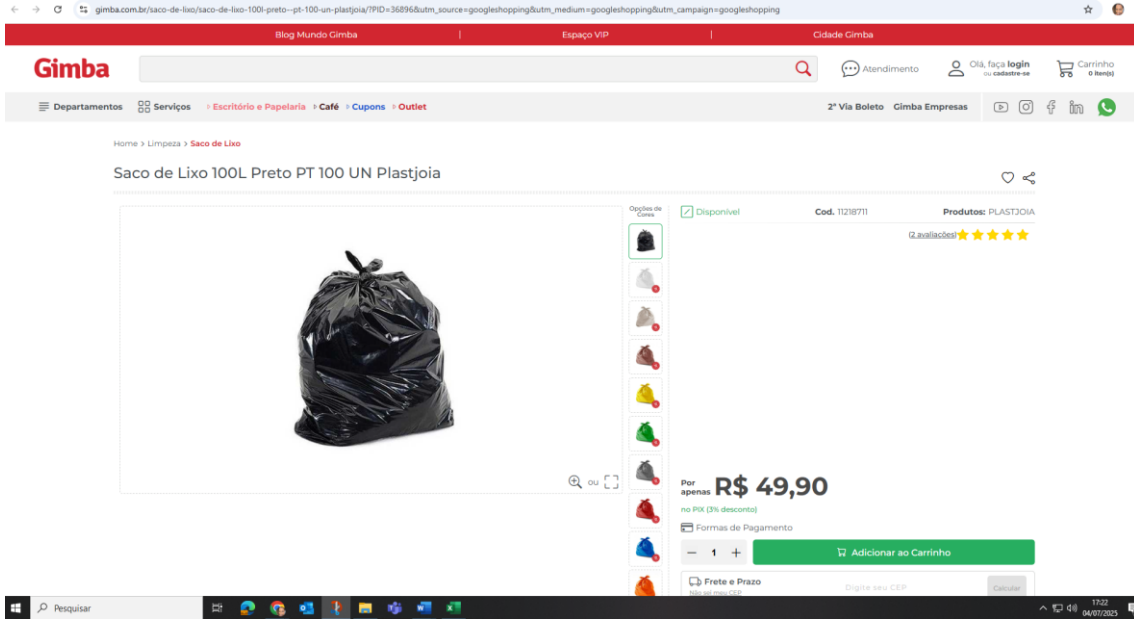 gimba.com.br/saco-de-lixo/saco-de-lixo-100l-preto--pt-100-un-plastjoia/?PID=36896&utm_source=googleshopping&utm_medium=googleshopping&utm_campaign=googleshopping
Blog Mundo Gimba | Espaço VIP | Cidade Gimba
Gimba
Atendimento
Olá, faça login
ou cadastre-se
Carrinho
0 iten(s)
Departamentos Serviços Escritório e Papelaria Café Cupons Outlet
2ª Via Boleto Gimba Empresas
Home > Limpeza > Saco de Lixo
Saco de Lixo 100L Preto PT 100 UN Plastjoia
Opções de
Cores
Disponível Cod. 11218711 Produtos: PLASTJOIA
(2 avaliações)
ou
Por
apenas R$ 49,90
no PIX (3% desconto)
Formas de Pagamento
1
Adicionar ao Carrinho
Frete e Prazo
Não sei meu CEP
Digite seu CEP
Calcular
Pesquisar
17:22
04/07/2025